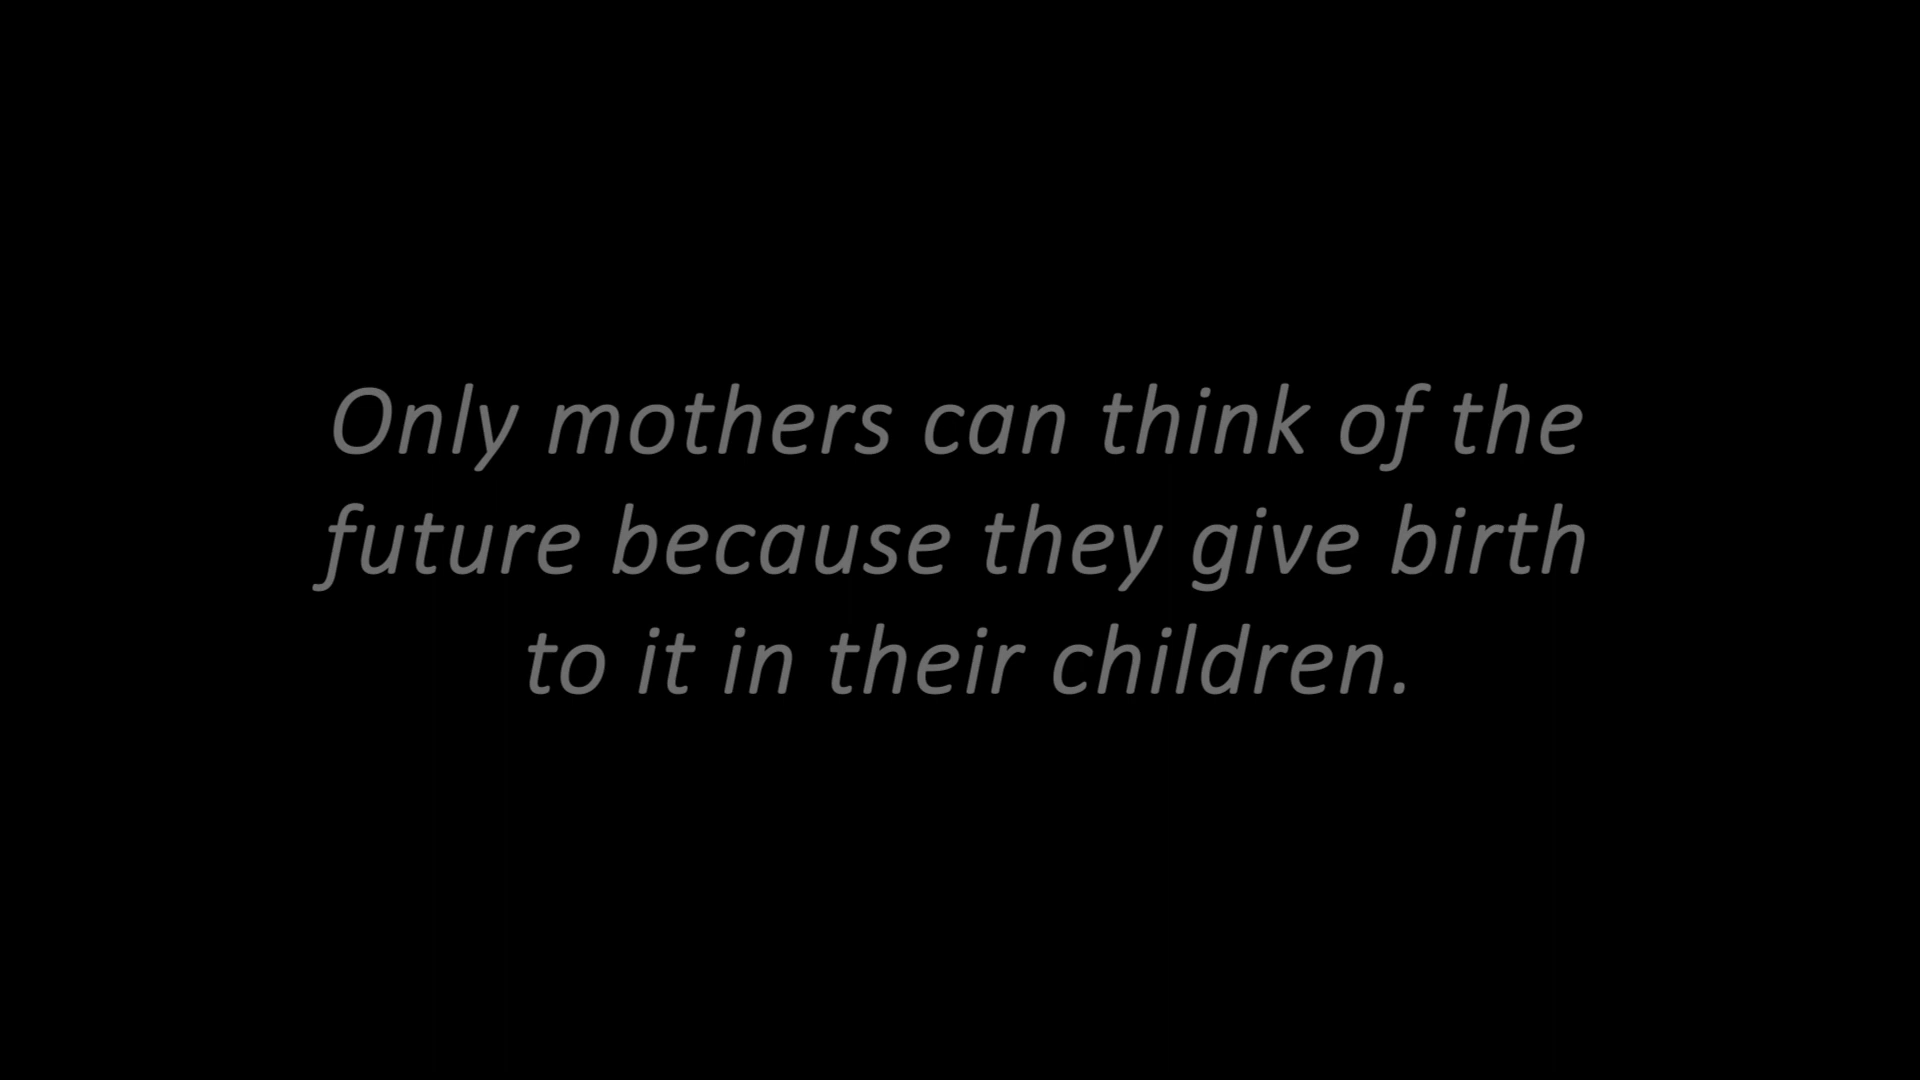 Only mothers can think of the
future because they give birth
to it in their children.